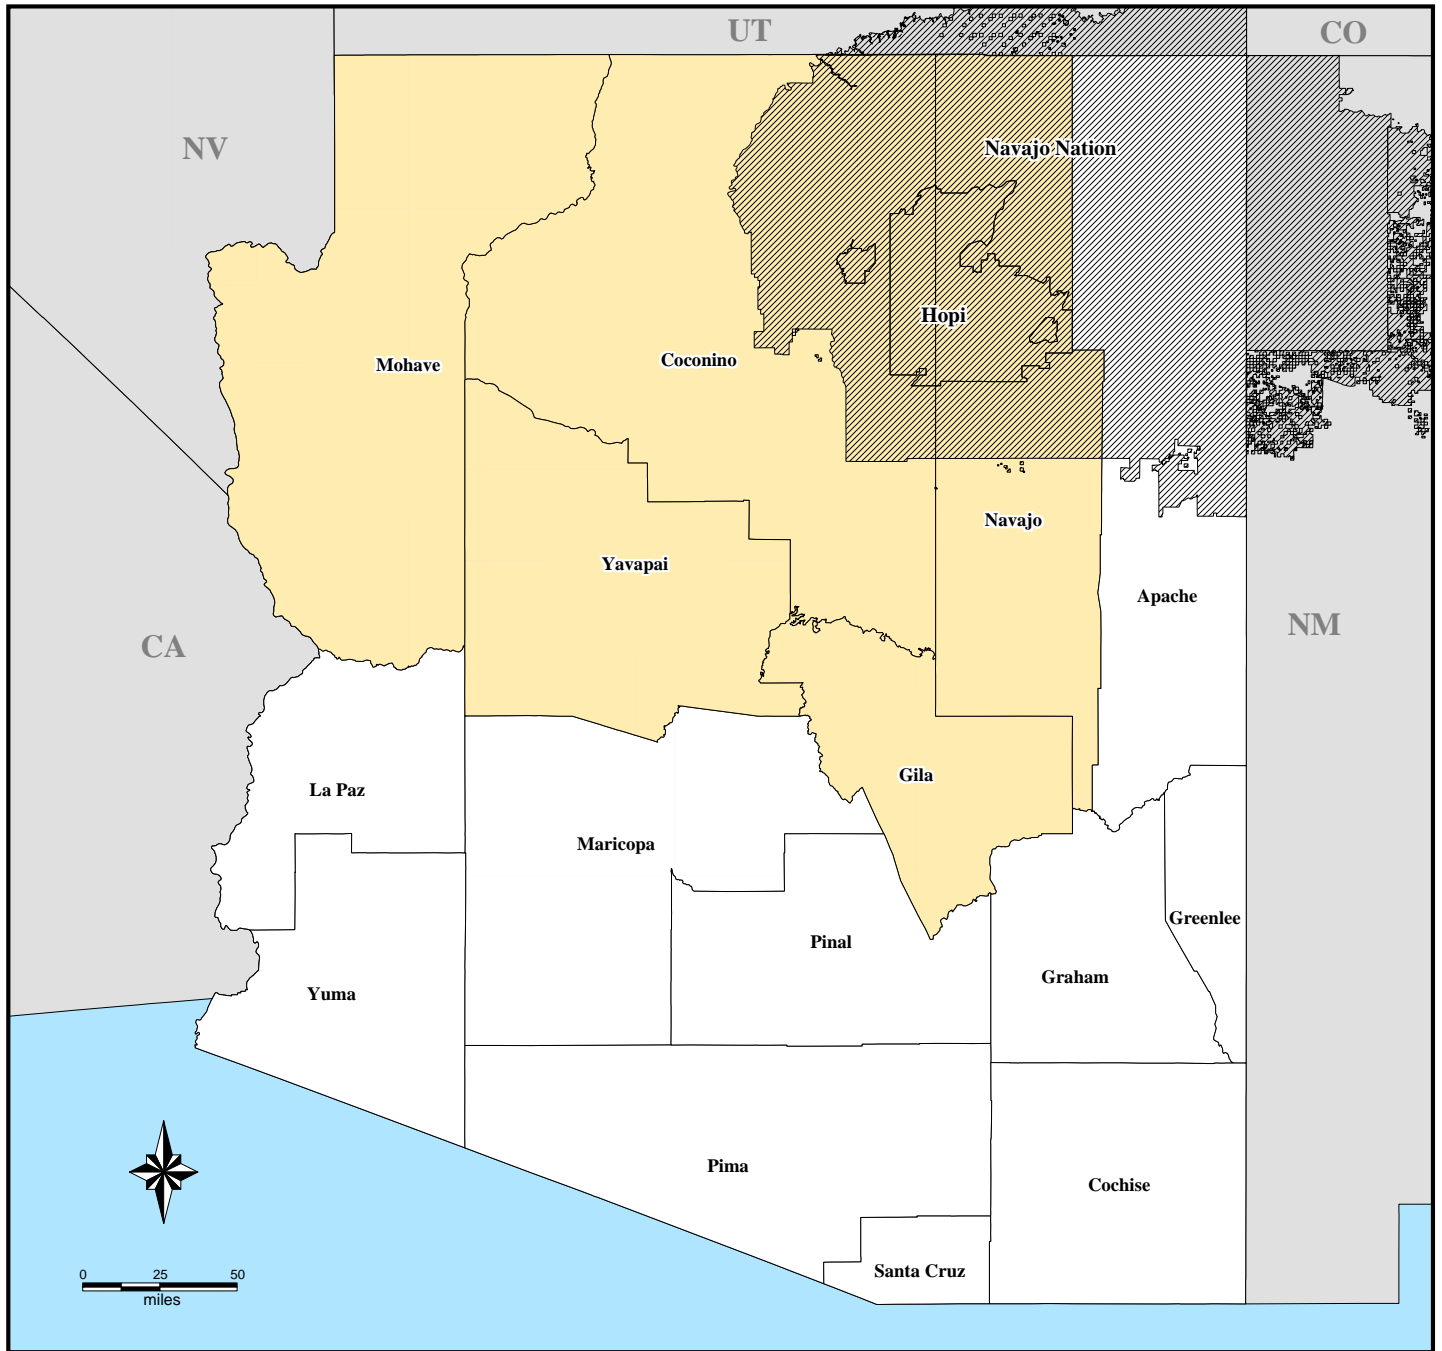 UT
CO
NV
Navajo Nation
Hopi
Mohave
Coconino
Navajo
Yavapai
Apache
NM
CA
Gila
La Paz
Maricopa
Greenlee
Pinal
Graham
Yuma
Pima
Cochise
Santa Cruz
0 25 50
miles